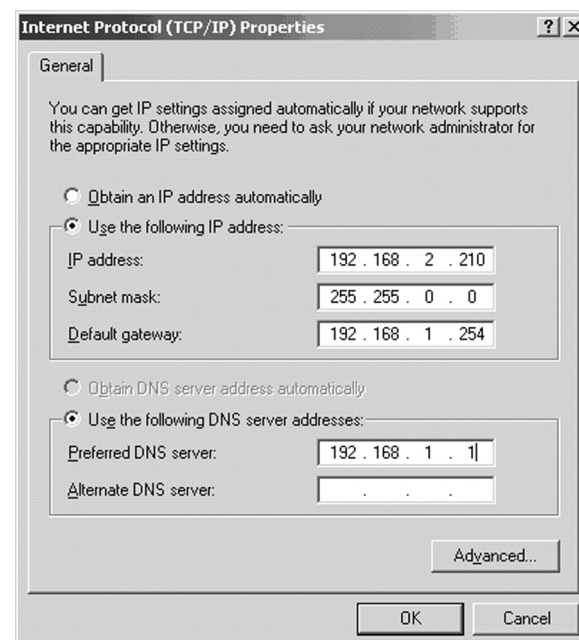 Internet Protocol (TCP/IP) Properties
General
You can get IP settings assigned automatically if your network supports
this capability. Otherwise, you need to ask your network administrator for
the appropriate IP settings.
Obtain an IP address automatically
Use the following IP address:
IP address: 192 . 168 . 2 . 210
Subnet mask: 255 . 255 . 0 . 0
Default gateway: 192 . 168 . 1 . 254
Obtain DNS server address automatically
Use the following DNS server addresses:
Preferred DNS server: 192 . 168 . 1 . 1
Alternate DNS server: . . .
Advanced...
OK Cancel